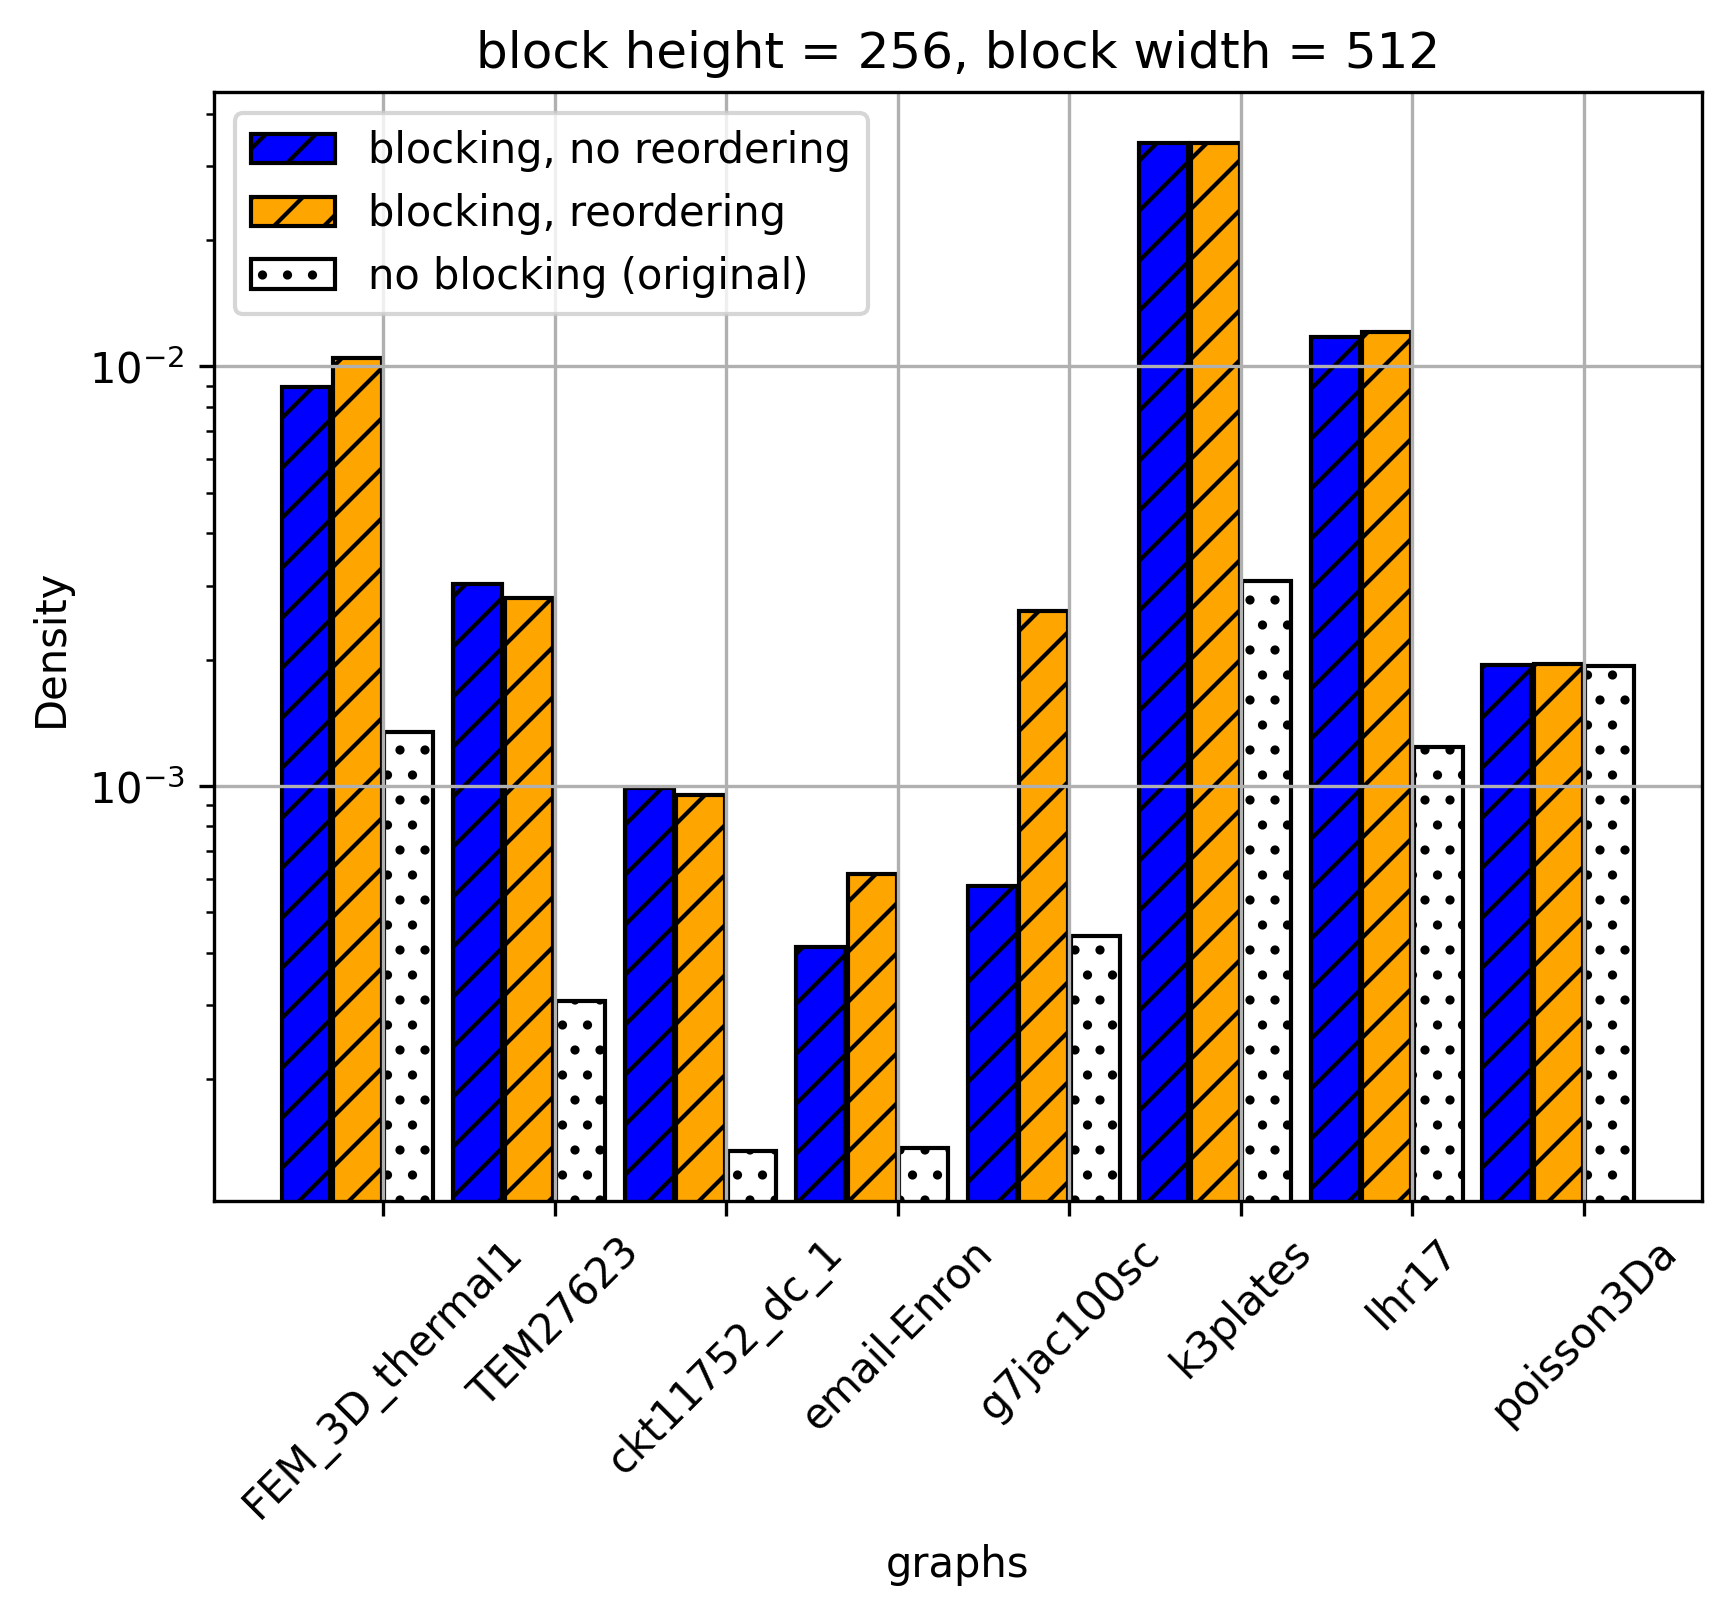 block height = 256, block width = 512
blocking, no reordering
blocking, reordering
no blocking (original)
Density
10⁻²
10⁻³
FEM_3D_thermal1
TEM27623
ckt11752_dc_1
email-Enron
g7jac100sc
k3plates
lhr17
poisson3Da
graphs